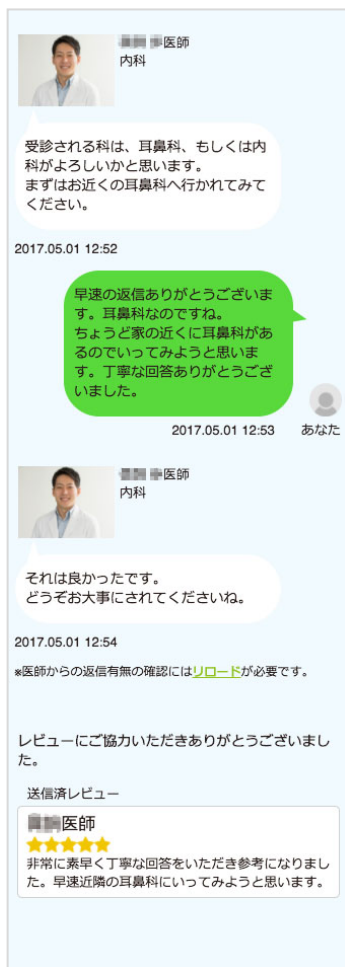 医師
内科
受診される科は、耳鼻科、もしくは内
科がよろしいかと思います。
まずはお近くの耳鼻科へ行かれてみて
ください。
2017.05.01 12:52
早速の返信ありがとうございま
す。耳鼻科なのですね。
ちょうど家の近くに耳鼻科があ
るのでいってみようと思いま
す。丁寧な回答ありがとうござ
いました。
2017.05.01 12:53 あなた
医師
内科
それは良かったです。
どうぞお大事にされてくださいね。
2017.05.01 12:54
※医師からの返信有無の確認にはリロードが必要です。
レビューにご協力いただきありがとうございまし
た。
送信済レビュー
医師
★★★★★
非常に素早く丁寧な回答をいただき参考になりまし
た。早速近隣の耳鼻科にいってみようと思います。